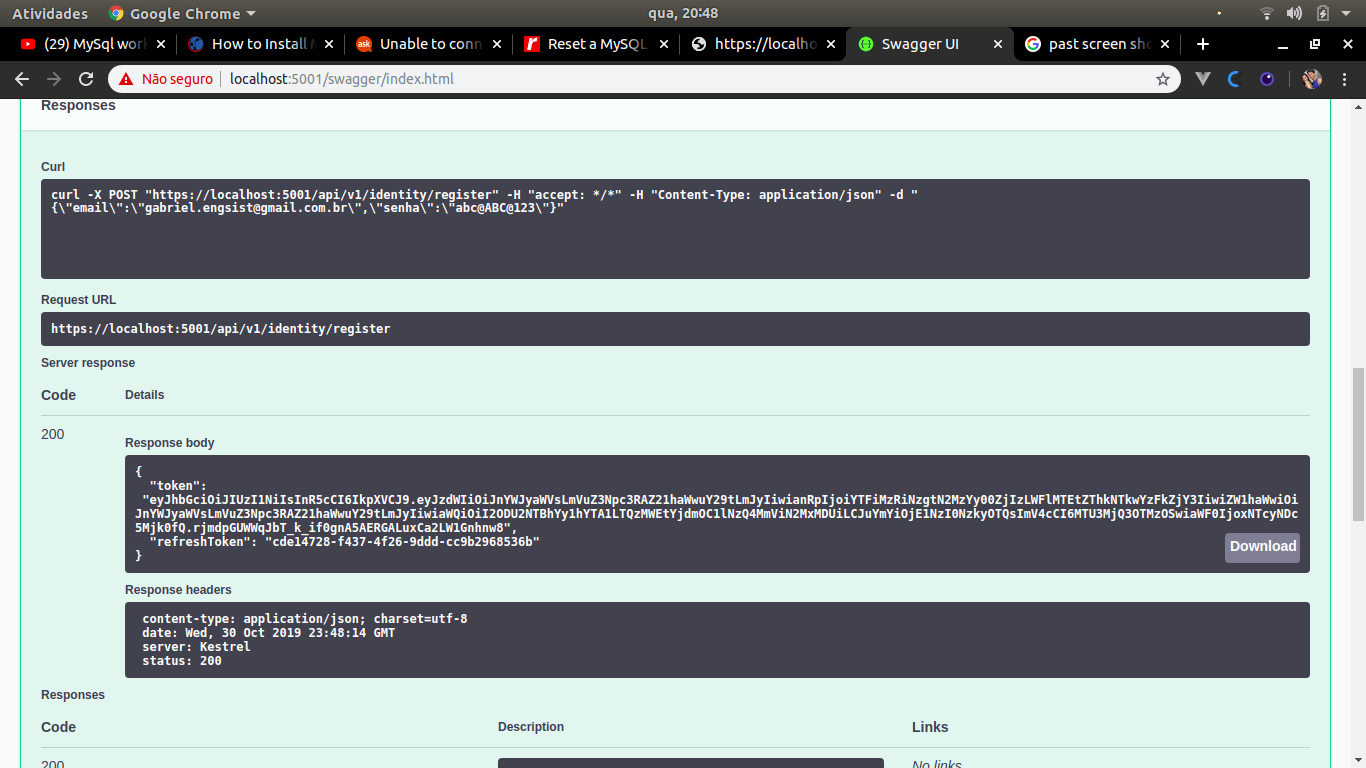 Atividades Google Chrome qua, 20:48
(29) MySql wor How to Install Unable to conn Reset a MySQL https://localho Swagger UI past screen sho
Não seguro localhost:5001/swagger/index.html
Responses
Curl
curl -X POST "https://localhost:5001/api/v1/identity/register" -H "accept: */*" -H "Content-Type: application/json" -d "
{\"email\":\"gabriel.engsist@gmail.com.br\",\"senha\":\"abc@ABC@123\"}"
Request URL
https://localhost:5001/api/v1/identity/register
Server response
Code Details
200
Response body
{
"token":
"eyJhbGciOiJIUzI1NiIsInR5cCI6IkpXVCJ9.eyJzdWIiOiJnYWJyaWVsLmVuZ3Npc3RAZ21haWwuY29tLmJyIiwianRpIjoiYTFiMzRiNzgtN2MzYy00ZjIzLWFlMTEtZThkNTkwYzFkZjY3IiwiZW1haWwiOi
JnYWJyaWVsLmVuZ3Npc3RAZ21haWwuY29tLmJyIiwiaWQiOiI2ODU2NTBhYy1hYTA1LTQzMWEtYjdmOC1lNzQ4MmViN2MxMDUiLCJuYmYiOjE1NzI0NzkyOTQsImV4cCI6MTU3MjQ3OTMzOSwiaWF0IjoxNTcyNDc
5Mjk0fQ.rjmdpGUWWqJbT_k_if0gnA5AERGALuxCa2LW1Gnhnw8",
"refreshToken": "cde14728-f437-4f26-9ddd-cc9b2968536b"
}
Download
Response headers
content-type: application/json; charset=utf-8
date: Wed, 30 Oct 2019 23:48:14 GMT
server: Kestrel
status: 200
Responses
Code Description Links
200 No links